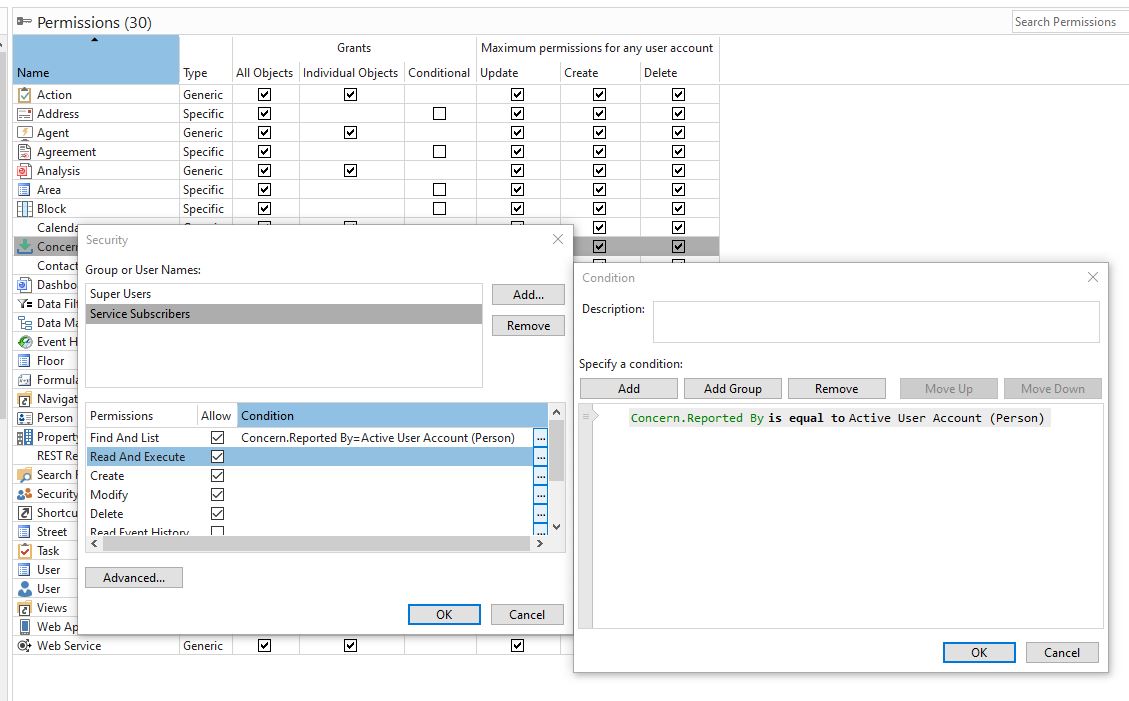 Permissions (30)
Search Permissions
Grants
Maximum permissions for any user account
Name Type All Objects Individual Objects Conditional Update Create Delete
Action Generic
Address Specific
Agent Generic
Agreement Specific
Analysis Generic
Area Specific
Block Specific
Calenda
Concern
Contact
Dashbo
Data Filt
Data Ma
Event H
Floor
Formula
Navigat
Person
Property
REST Re
Search F
Security
Shortcu
Street
Task
User
User
Views
Web Ap
Web Service Generic
Security
Group or User Names:
Super Users
Service Subscribers
Add...
Remove
Permissions Allow Condition
Find And List Concern.Reported By=Active User Account (Person) ...
Read And Execute ...
Create ...
Modify ...
Delete ...
Read Event History ...
Advanced...
OK Cancel
Condition
Description:
Specify a condition:
Add Add Group Remove Move Up Move Down
Concern.Reported By is equal to Active User Account (Person)
OK Cancel